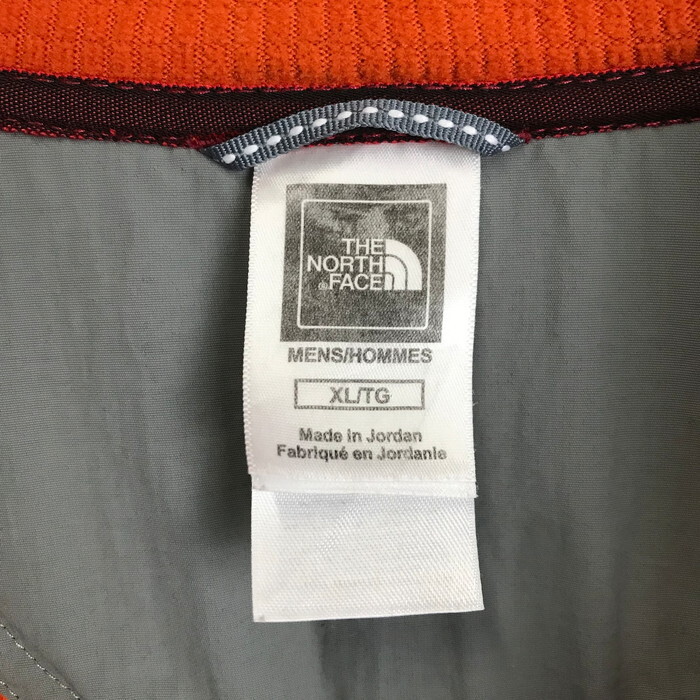 THE
NORTH
FACE
MENS/HOMMES
XL/TG
Made in Jordan
Fabriqué en Jordanie